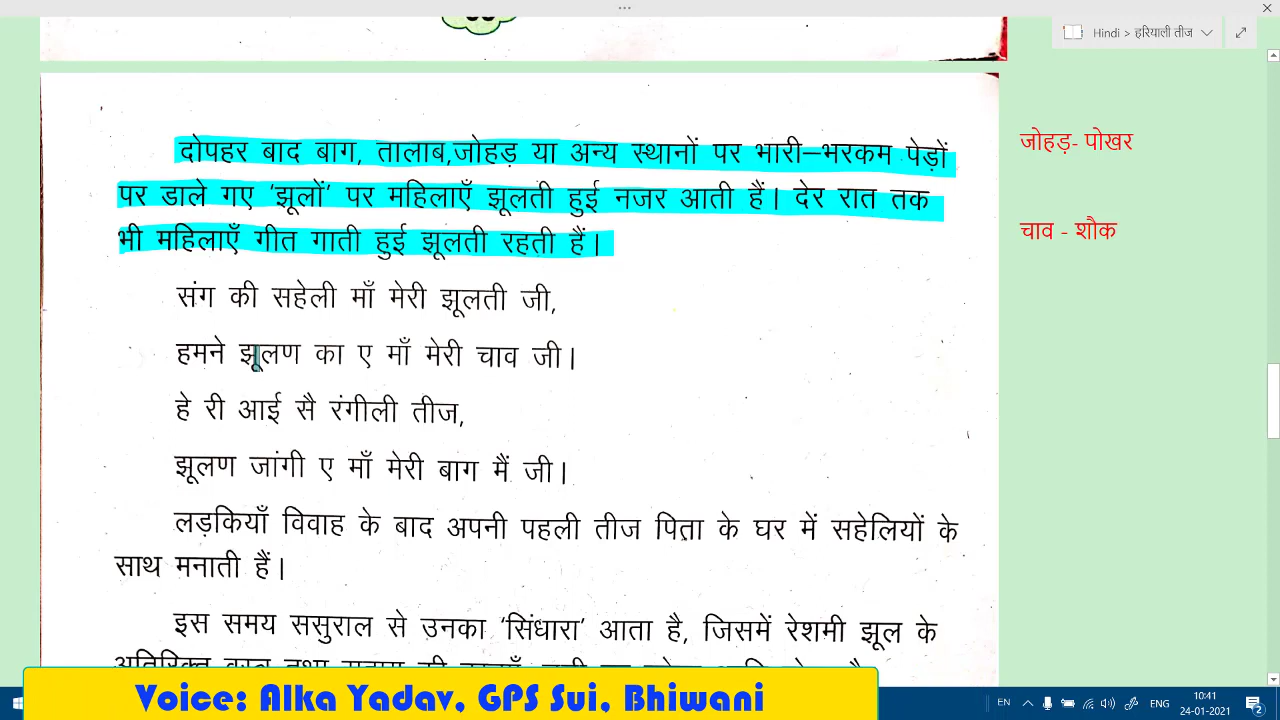 Hindi > हरियाली तीज
दोपहर बाद बाग, तालाब,जोहड़ या अन्य स्थानों पर भारी–भरकम पेड़ों
पर डाले गए 'झूलों' पर महिलाएँ झूलती हुई नजर आती हैं। देर रात तक
भी महिलाएँ गीत गाती हुई झूलती रहती हैं।
संग की सहेली माँ मेरी झूलती जी,
हमने झूलण का ए माँ मेरी चाव जी।
हे री आई सै रंगीली तीज,
झूलण जांगी ए माँ मेरी बाग मैं जी।
लड़कियाँ विवाह के बाद अपनी पहली तीज पिता के घर में सहेलियों के
साथ मनाती हैं।
इस समय ससुराल से उनका 'सिंधारा' आता है, जिसमें रेशमी झूल के
जोहड़- पोखर
चाव - शौक
Voice: Alka Yadav, GPS Sui, Bhiwani
EN
ENG
10:41
24-01-2021
2